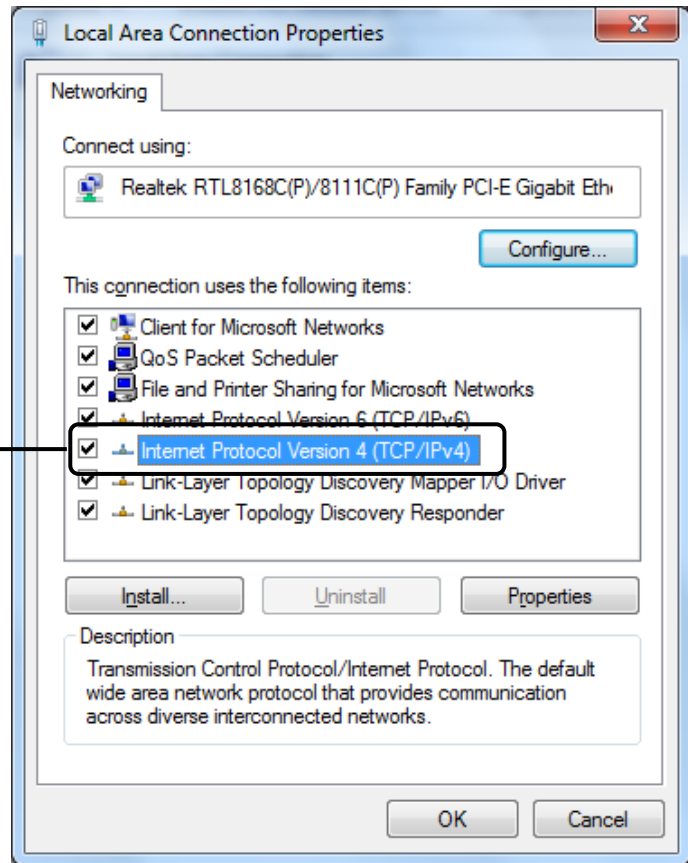 Local Area Connection Properties
Networking
Connect using:
Realtek RTL8168C(P)/8111C(P) Family PCI-E Gigabit Eth
Configure...
This connection uses the following items:
Client for Microsoft Networks
QoS Packet Scheduler
File and Printer Sharing for Microsoft Networks
Internet Protocol Version 6 (TCP/IPv6)
Internet Protocol Version 4 (TCP/IPv4)
Link-Layer Topology Discovery Mapper I/O Driver
Link-Layer Topology Discovery Responder
Install...
Uninstall
Properties
Description
Transmission Control Protocol/Internet Protocol. The default
wide area network protocol that provides communication
across diverse interconnected networks.
OK
Cancel